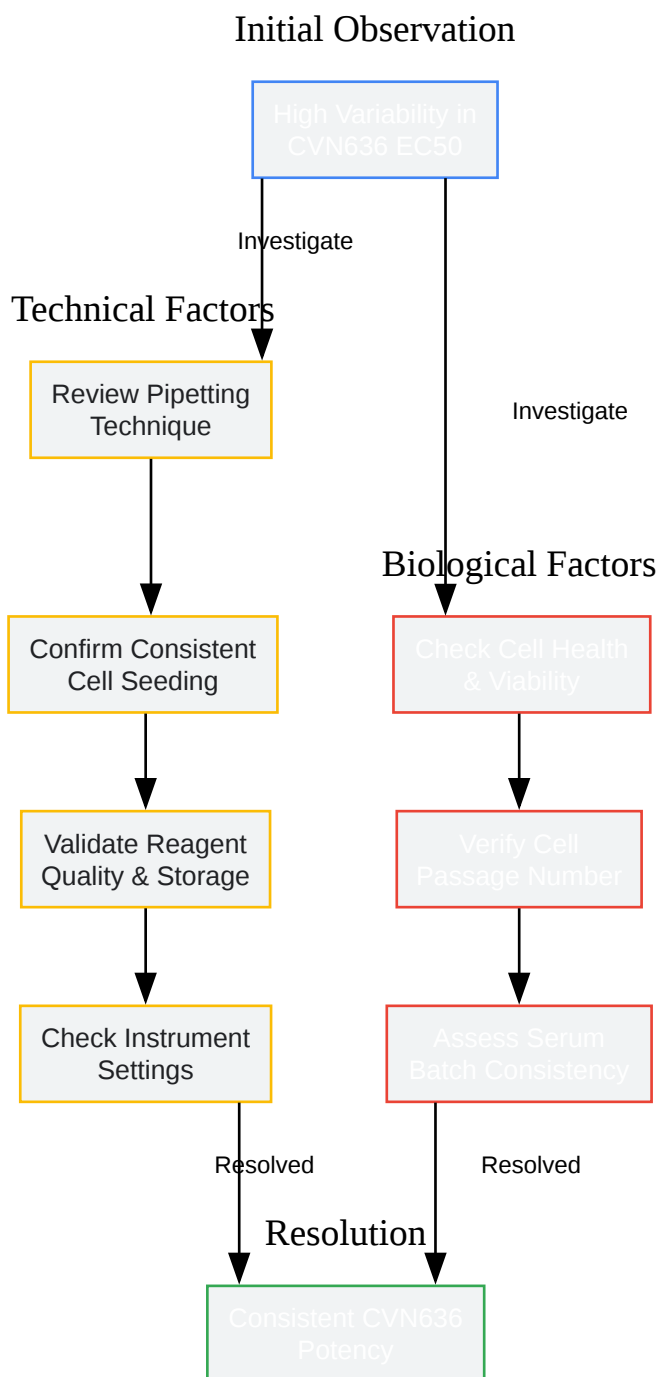 Initial Observation
High Variability in
CVN636 EC50
Investigate
Technical Factors
Review Pipetting
Technique
Investigate
Biological Factors
Confirm Consistent
Cell Seeding
Check Cell Health
& Viability
Validate Reagent
Quality & Storage
Verify Cell
Passage Number
Check Instrument
Settings
Assess Serum
Batch Consistency
Resolved
Resolved
Resolution
Consistent CVN636
Potency